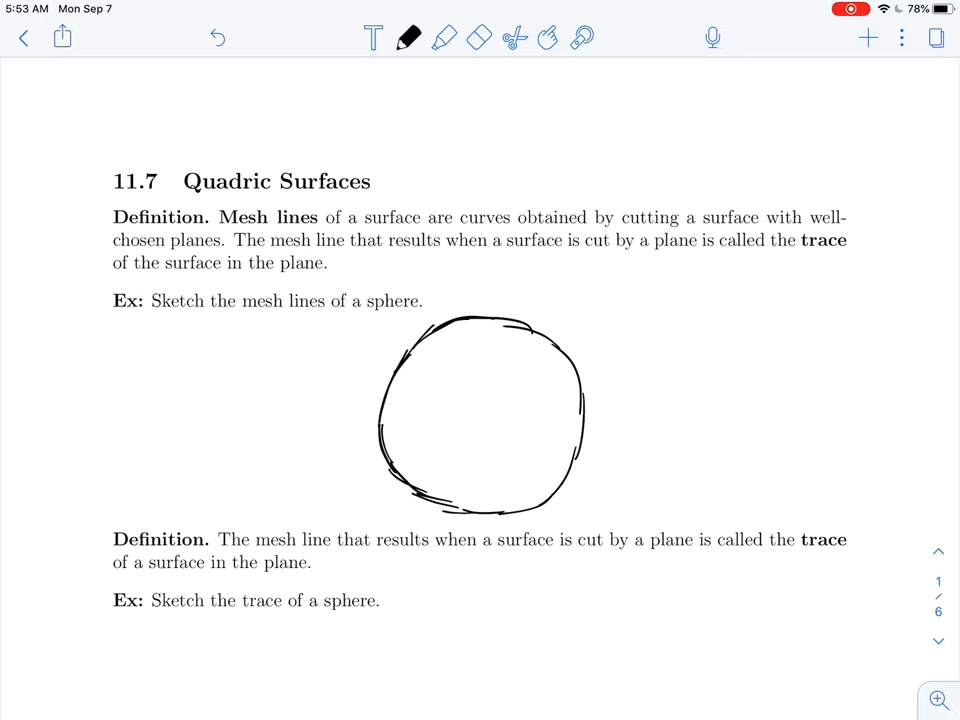 5:53 AM Mon Sep 7
78%
T
11.7 Quadric Surfaces
Definition. Mesh lines of a surface are curves obtained by cutting a surface with well-
chosen planes. The mesh line that results when a surface is cut by a plane is called the trace
of the surface in the plane.
Ex: Sketch the mesh lines of a sphere.
Definition. The mesh line that results when a surface is cut by a plane is called the trace
of a surface in the plane.
Ex: Sketch the trace of a sphere.
1
/
6